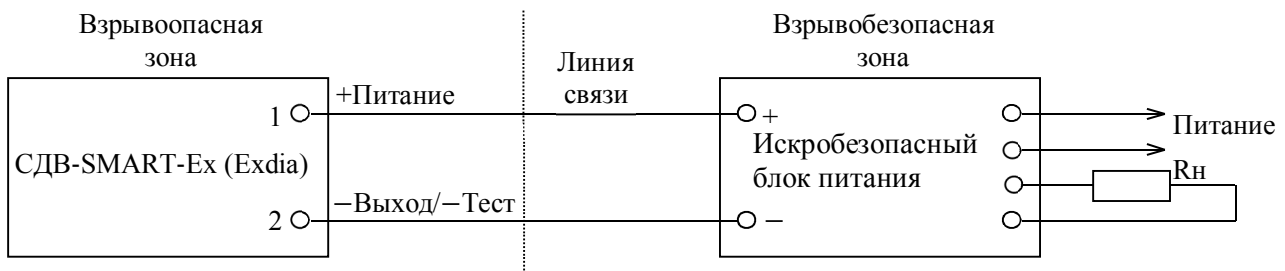 Взрывоопасная
зона
Взрывобезопасная
зона
Линия
связи
1
+Питание
СДВ-SMART-Ex (Exdia)
2
−Выход/−Тест
+
Искробезопасный
блок питания
−
Питание
Rн